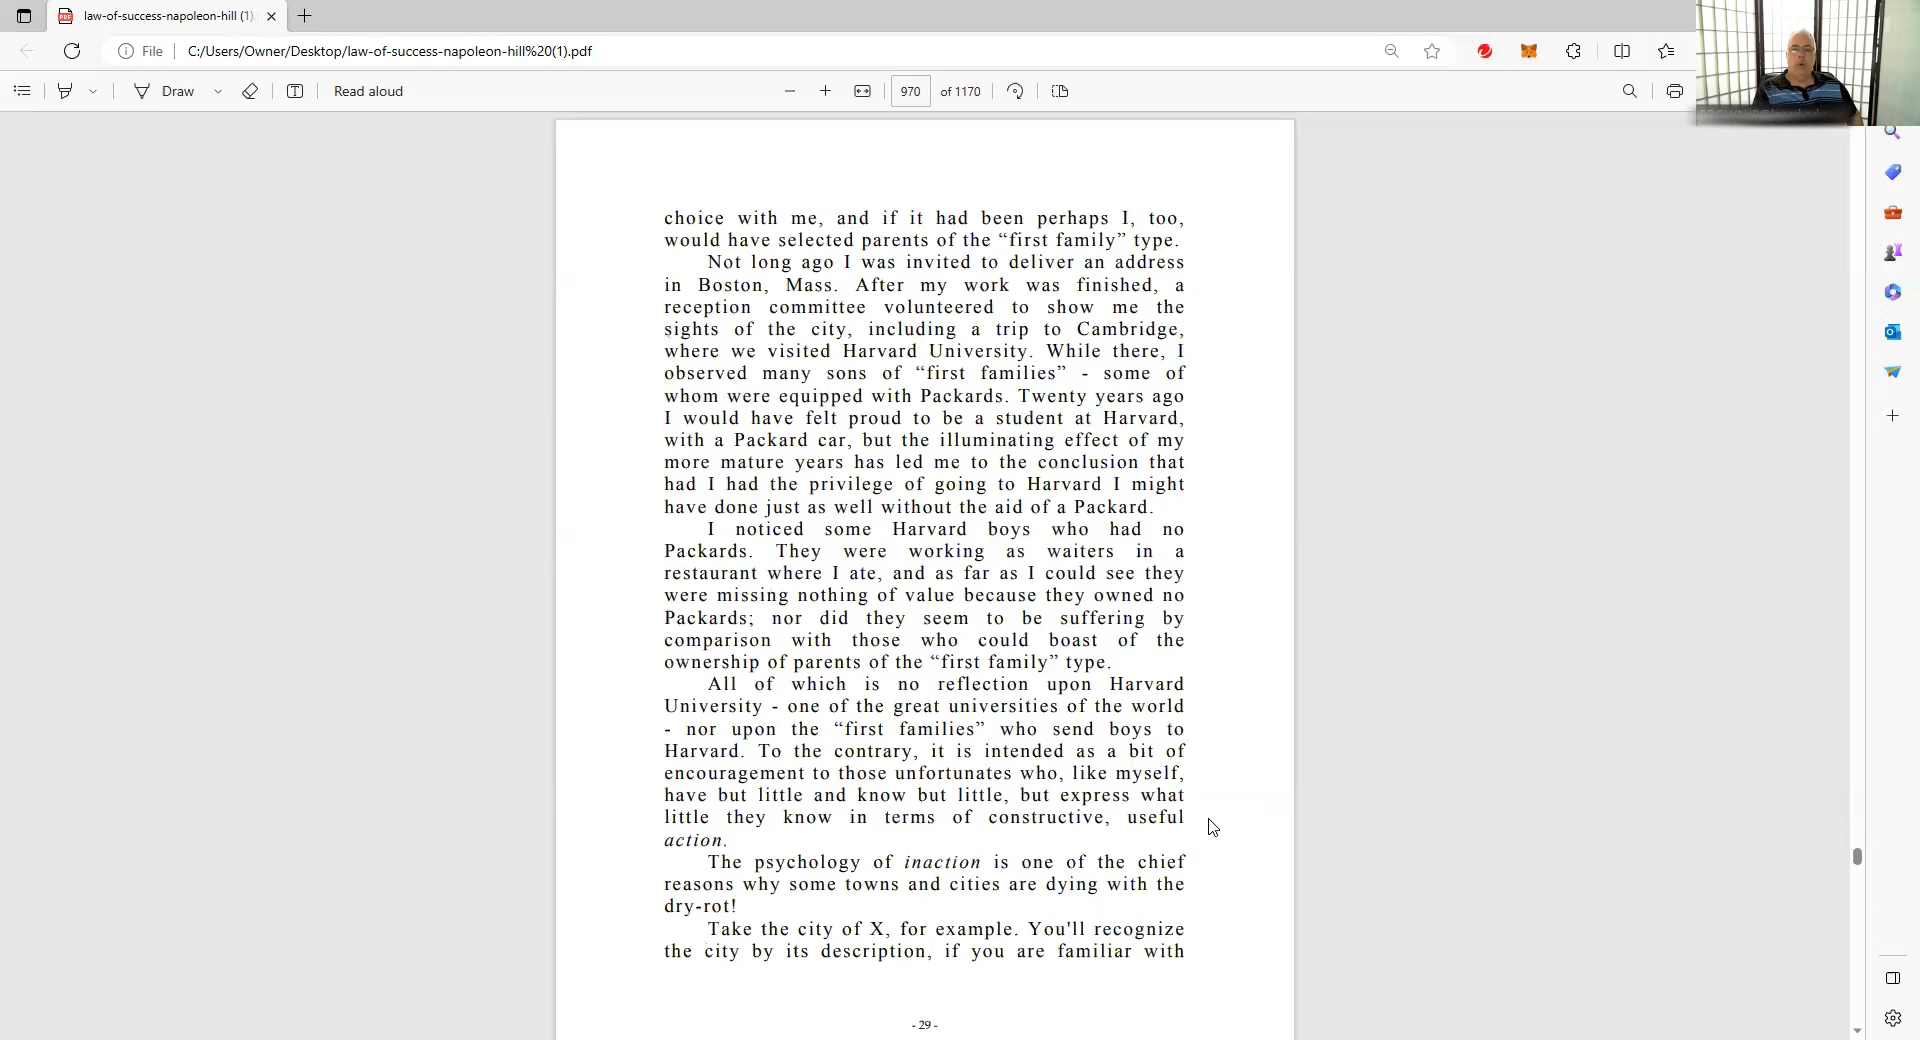 law-of-success-napoleon-hill (1).
File
C:/Users/Owner/Desktop/law-of-success-napoleon-hill%20(1).pdf
Draw
Read aloud
970
of 1170
choice with me, and if it had been perhaps I, too,
would have selected parents of the “first family” type.
Not long ago I was invited to deliver an address
in Boston, Mass. After my work was finished, a
reception committee volunteered to show me the
sights of the city, including a trip to Cambridge,
where we visited Harvard University. While there, I
observed many sons of “first families” - some of
whom were equipped with Packards. Twenty years ago
I would have felt proud to be a student at Harvard,
with a Packard car, but the illuminating effect of my
more mature years has led me to the conclusion that
had I had the privilege of going to Harvard I might
have done just as well without the aid of a Packard.
I noticed some Harvard boys who had no
Packards. They were working as waiters in a
restaurant where I ate, and as far as I could see they
were missing nothing of value because they owned no
Packards; nor did they seem to be suffering by
comparison with those who could boast of the
ownership of parents of the “first family” type.
All of which is no reflection upon Harvard
University - one of the great universities of the world
- nor upon the “first families” who send boys to
Harvard. To the contrary, it is intended as a bit of
encouragement to those unfortunates who, like myself,
have but little and know but little, but express what
little they know in terms of constructive, useful
action.
The psychology of inaction is one of the chief
reasons why some towns and cities are dying with the
dry-rot!
Take the city of X, for example. You'll recognize
the city by its description, if you are familiar with
- 29 -